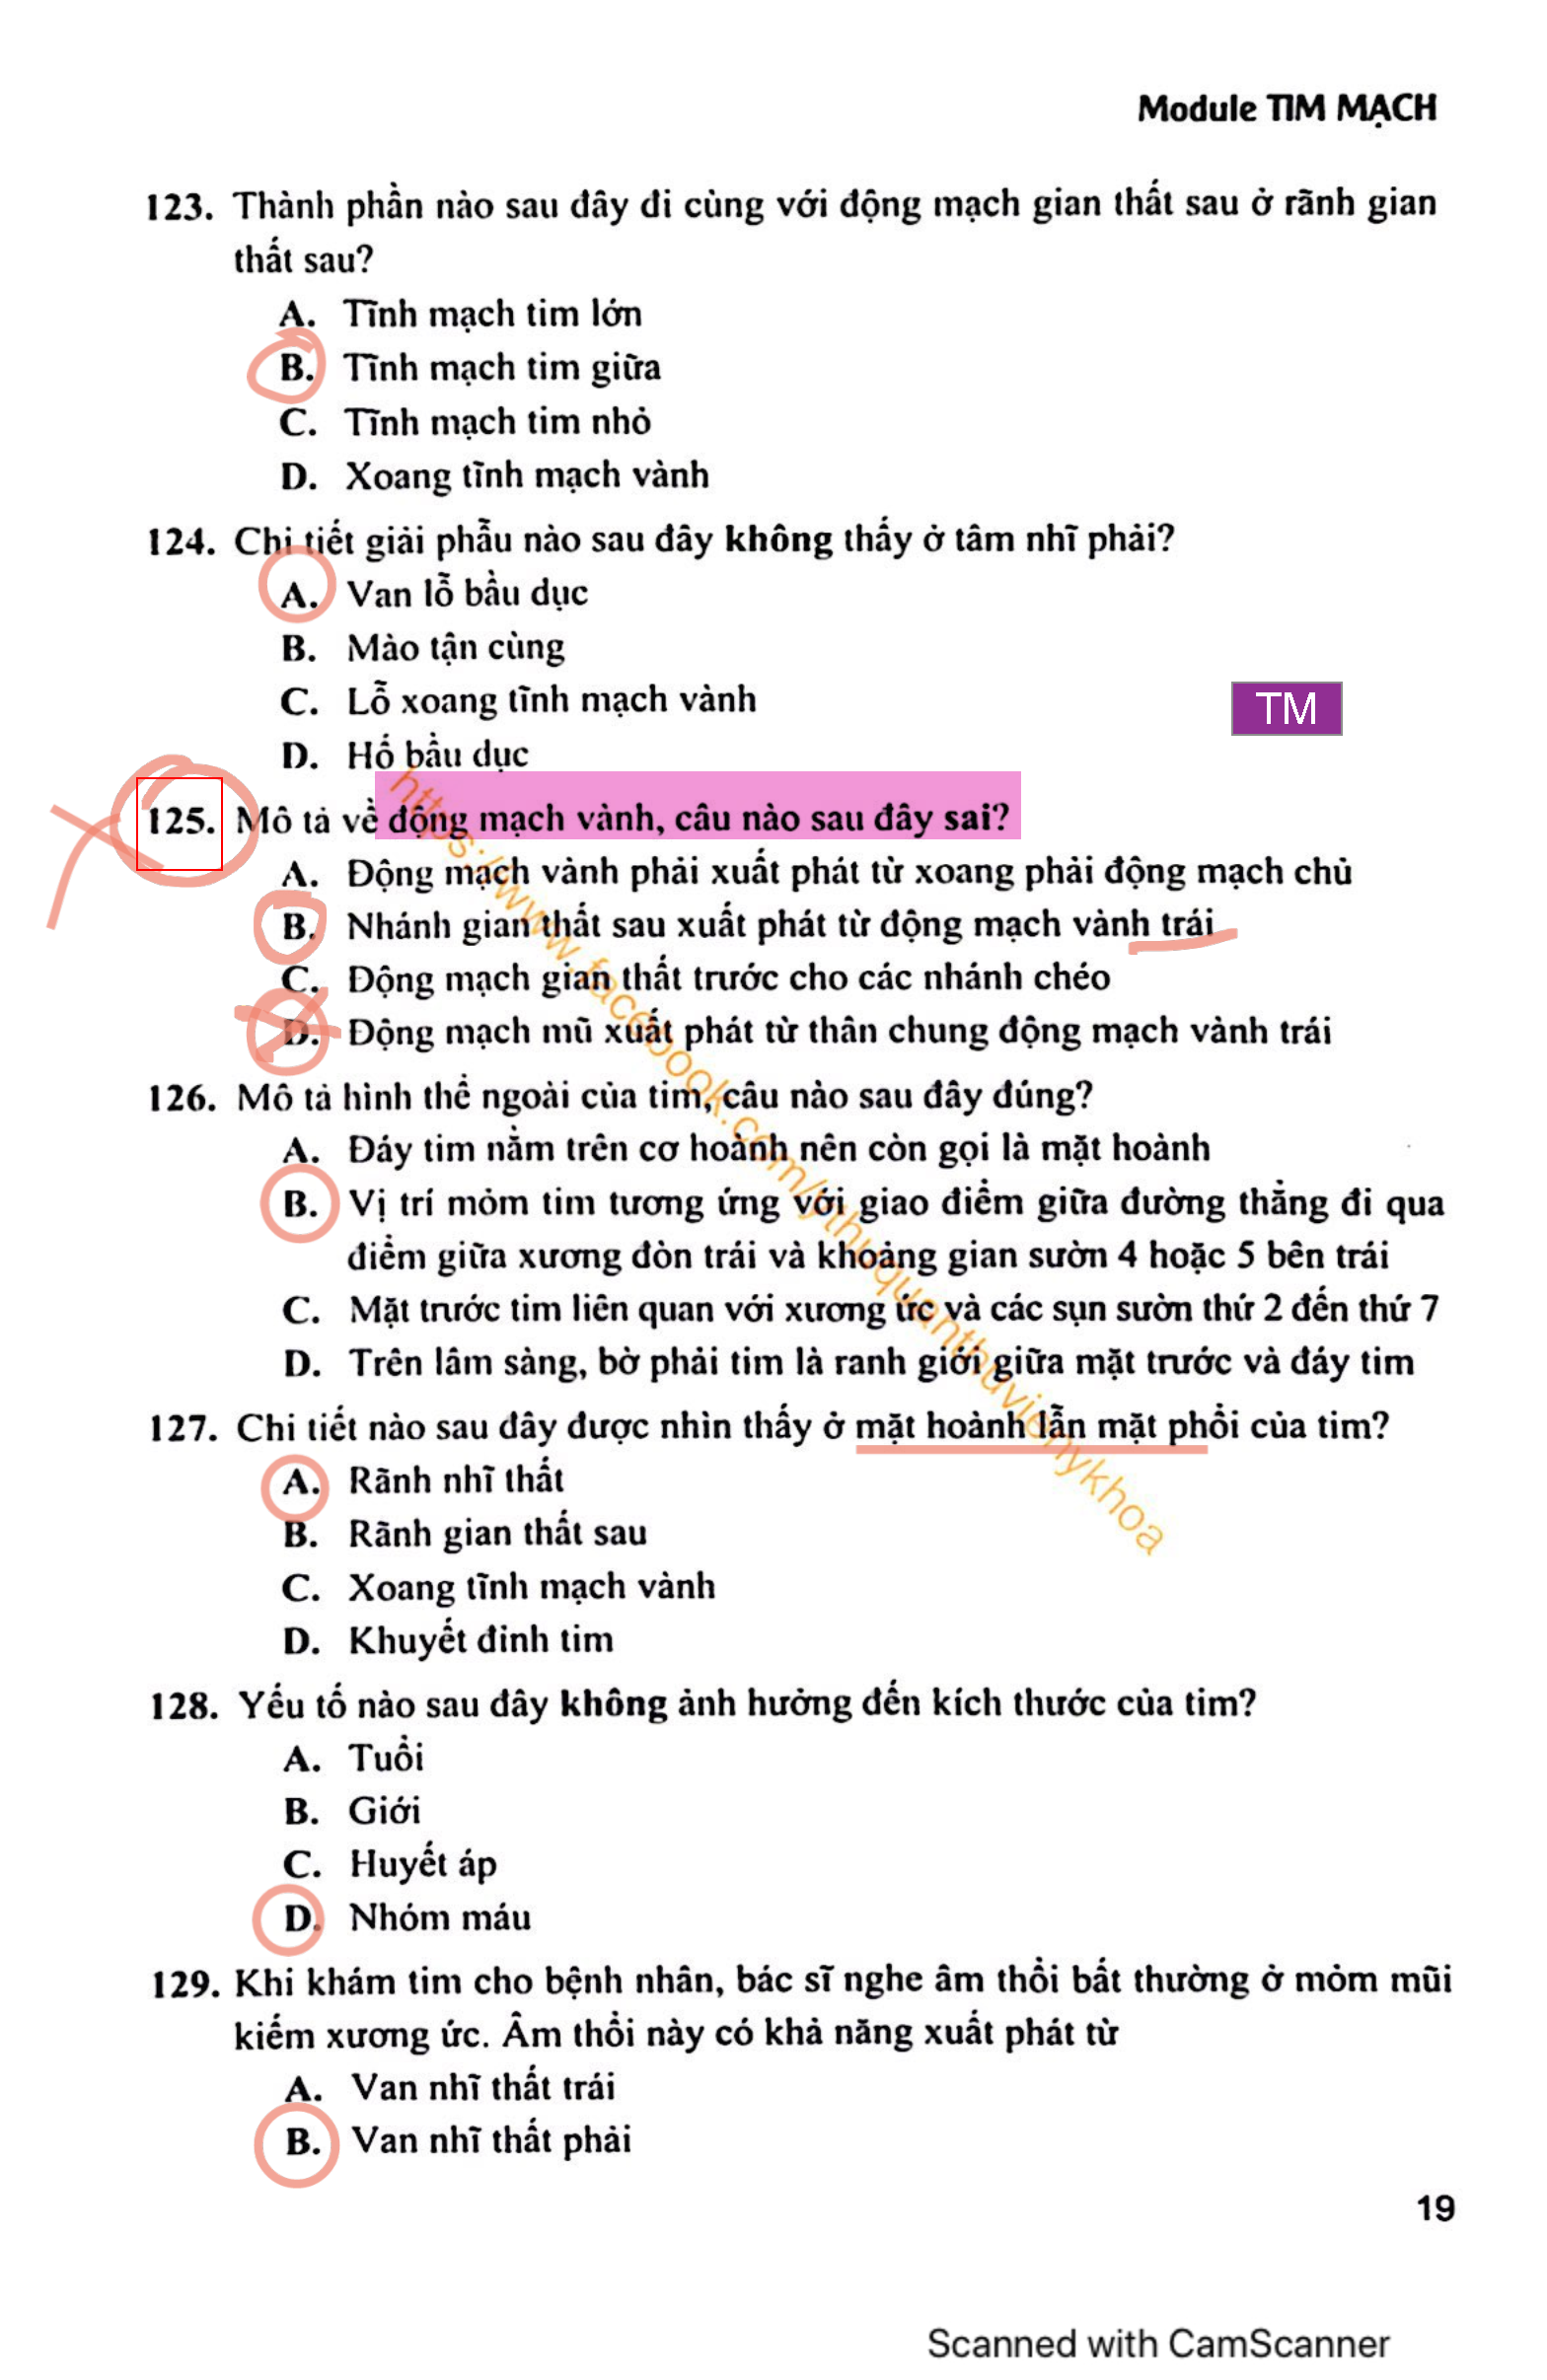 Module TIM MẠCH
123. Thành phần nào sau đây đi cùng với động mạch gian thất sau ở rãnh gian
thất sau?
A. Tĩnh mạch tim lớn
B. Tĩnh mạch tim giữa
C. Tĩnh mạch tim nhỏ
D. Xoang tĩnh mạch vành
124. Chi tiết giải phẫu nào sau đây không thấy ở tâm nhĩ phải?
A. Van lỗ bầu dục
B. Mào tận cùng
C. Lỗ xoang tĩnh mạch vành
TM
D. Hố bầu dục
125. Mô tả về động mạch vành, câu nào sau đây sai?
A. Động mạch vành phải xuất phát từ xoang phải động mạch chủ
B. Nhánh gian thất sau xuất phát từ động mạch vành trái
C. Động mạch gian thất trước cho các nhánh chéo
D. Động mạch mũ xuất phát từ thân chung động mạch vành trái
126. Mô tả hình thể ngoài của tim, câu nào sau đây đúng?
A. Đáy tim nằm trên cơ hoành nên còn gọi là mặt hoành
B. Vị trí mỏm tim tương ứng với giao điểm giữa đường thẳng đi qua
điểm giữa xương đòn trái và khoảng gian sườn 4 hoặc 5 bên trái
C. Mặt trước tim liên quan với xương ức và các sụn sườn thứ 2 đến thứ 7
D. Trên lâm sàng, bờ phải tim là ranh giới giữa mặt trước và đáy tim
127. Chi tiết nào sau đây được nhìn thấy ở mặt hoành lẫn mặt phổi của tim?
A. Rãnh nhĩ thất
B. Rãnh gian thất sau
C. Xoang tĩnh mạch vành
D. Khuyết đỉnh tim
128. Yếu tố nào sau đây không ảnh hưởng đến kích thước của tim?
A. Tuổi
B. Giới
C. Huyết áp
D. Nhóm máu
129. Khi khám tim cho bệnh nhân, bác sĩ nghe âm thổi bất thường ở mỏm mũi
kiếm xương ức. Âm thổi này có khả năng xuất phát từ
A. Van nhĩ thất trái
B. Van nhĩ thất phải
https://www.facebook.com/ythuquanthuvienykhoa
19
Scanned with CamScanner